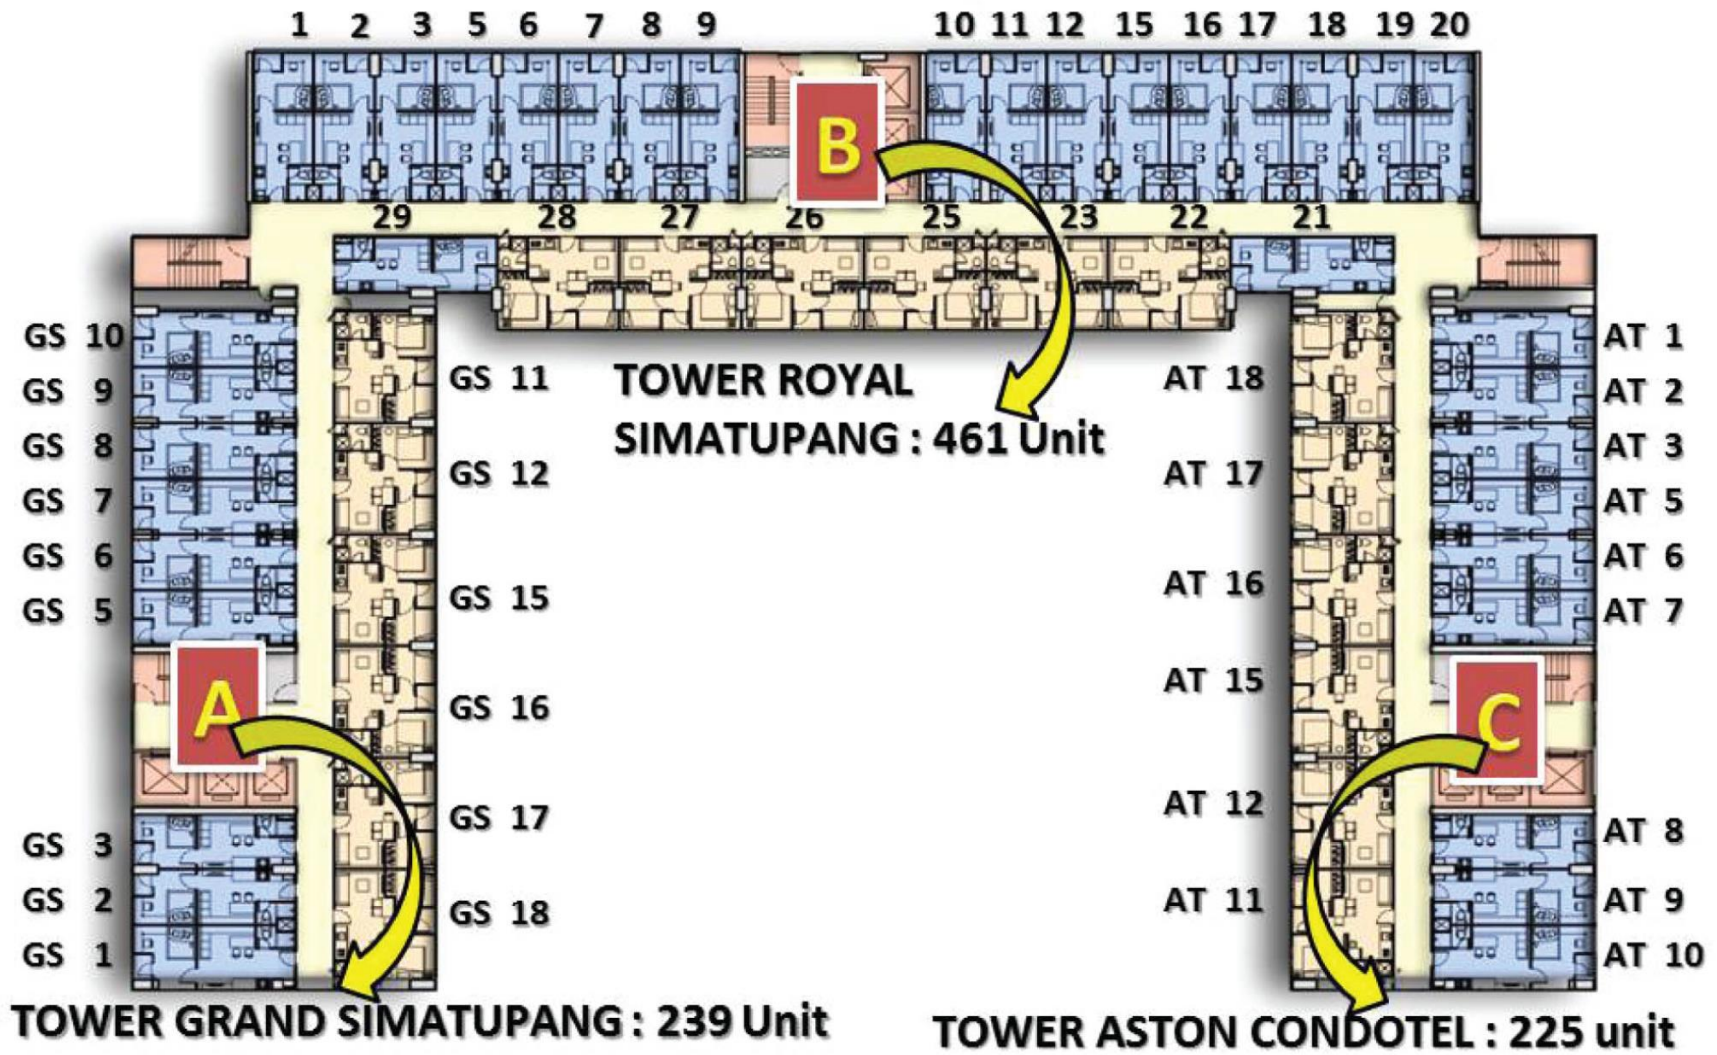 1 2 3 5 6 7 8 9 10 11 12 15 16 17 18 19 20
B
29 28 27 26 25 23 22 21
GS 10
GS 9
GS 8
GS 7
GS 6
GS 5
A
GS 3
GS 2
GS 1
GS 11
GS 12
GS 15
GS 16
GS 17
GS 18
TOWER ROYAL
SIMATUPANG : 461 Unit
AT 18
AT 17
AT 16
AT 15
AT 12
AT 11
AT 1
AT 2
AT 3
AT 5
AT 6
AT 7
C
AT 8
AT 9
AT 10
TOWER GRAND SIMATUPANG : 239 Unit
TOWER ASTON CONDOTEL : 225 unit